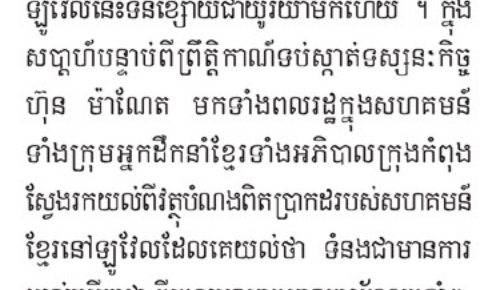 ឡូវែលនេះទន់ខ្សោយជាយូរយាមកហើយ ។ ក្នុង
សប្តាហ៍បន្ទាប់ពីព្រឹត្តិកាណ៍ទប់ស្កាត់ទស្សនៈកិច្ច
ហ៊ុន ម៉ាណែត មកទាំងពលរដ្ឋក្នុងសហគមន៍
ទាំងក្រុមអ្នកដឹកនាំខ្មែរទាំងអភិបាលក្រុងកំពុង
ស្វែងរកយល់ពីវត្ថុបំណងពិតប្រាកដរបស់សហគមន៍
ខ្មែរនៅឡូវែលដែលគេយល់ថា ទំនងជាមានការ